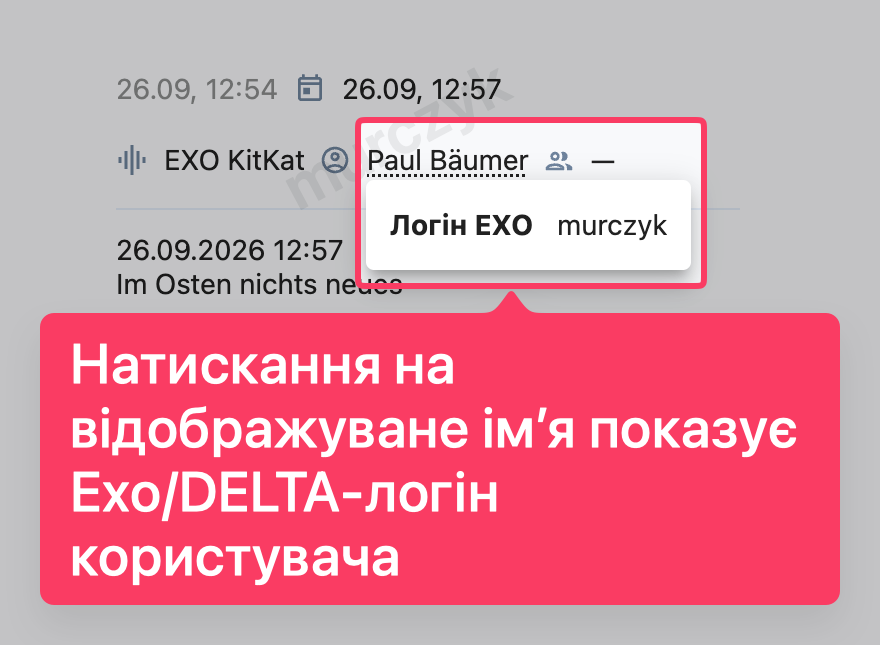 26.09, 12:54 26.09, 12:57
EXO KitKat Paul Bäumer —
murczyk
Логін EXO murczyk
26.09.2026 12:57
Im Osten nichts neues
Натискання на
відображуване ім’я показує
Exo/DELTA-логін
користувача